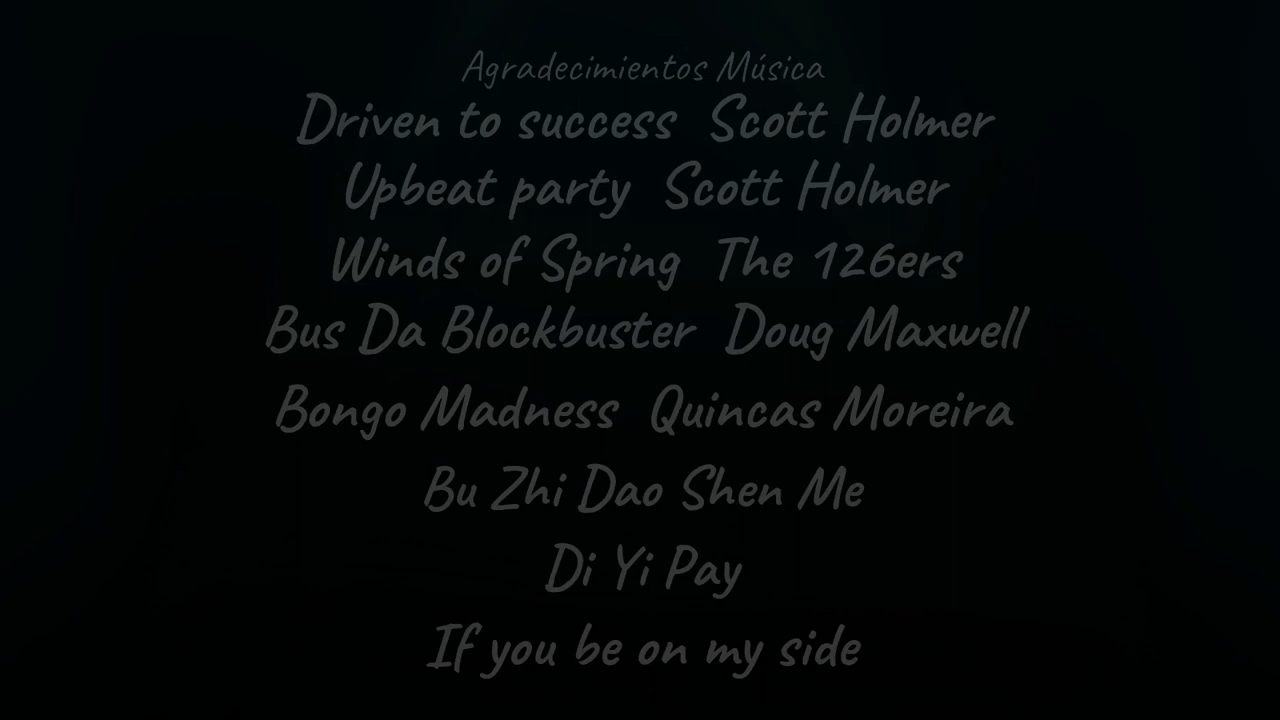 Agradecimientos Música
Driven to success Scott Holmer
Upbeat party Scott Holmer
Winds of Spring The 126ers
Bus Da Blockbuster Doug Maxwell
Bongo Madness Quincas Moreira
Bu Zhi Dao Shen Me
Di Yi Pay
If you be on my side